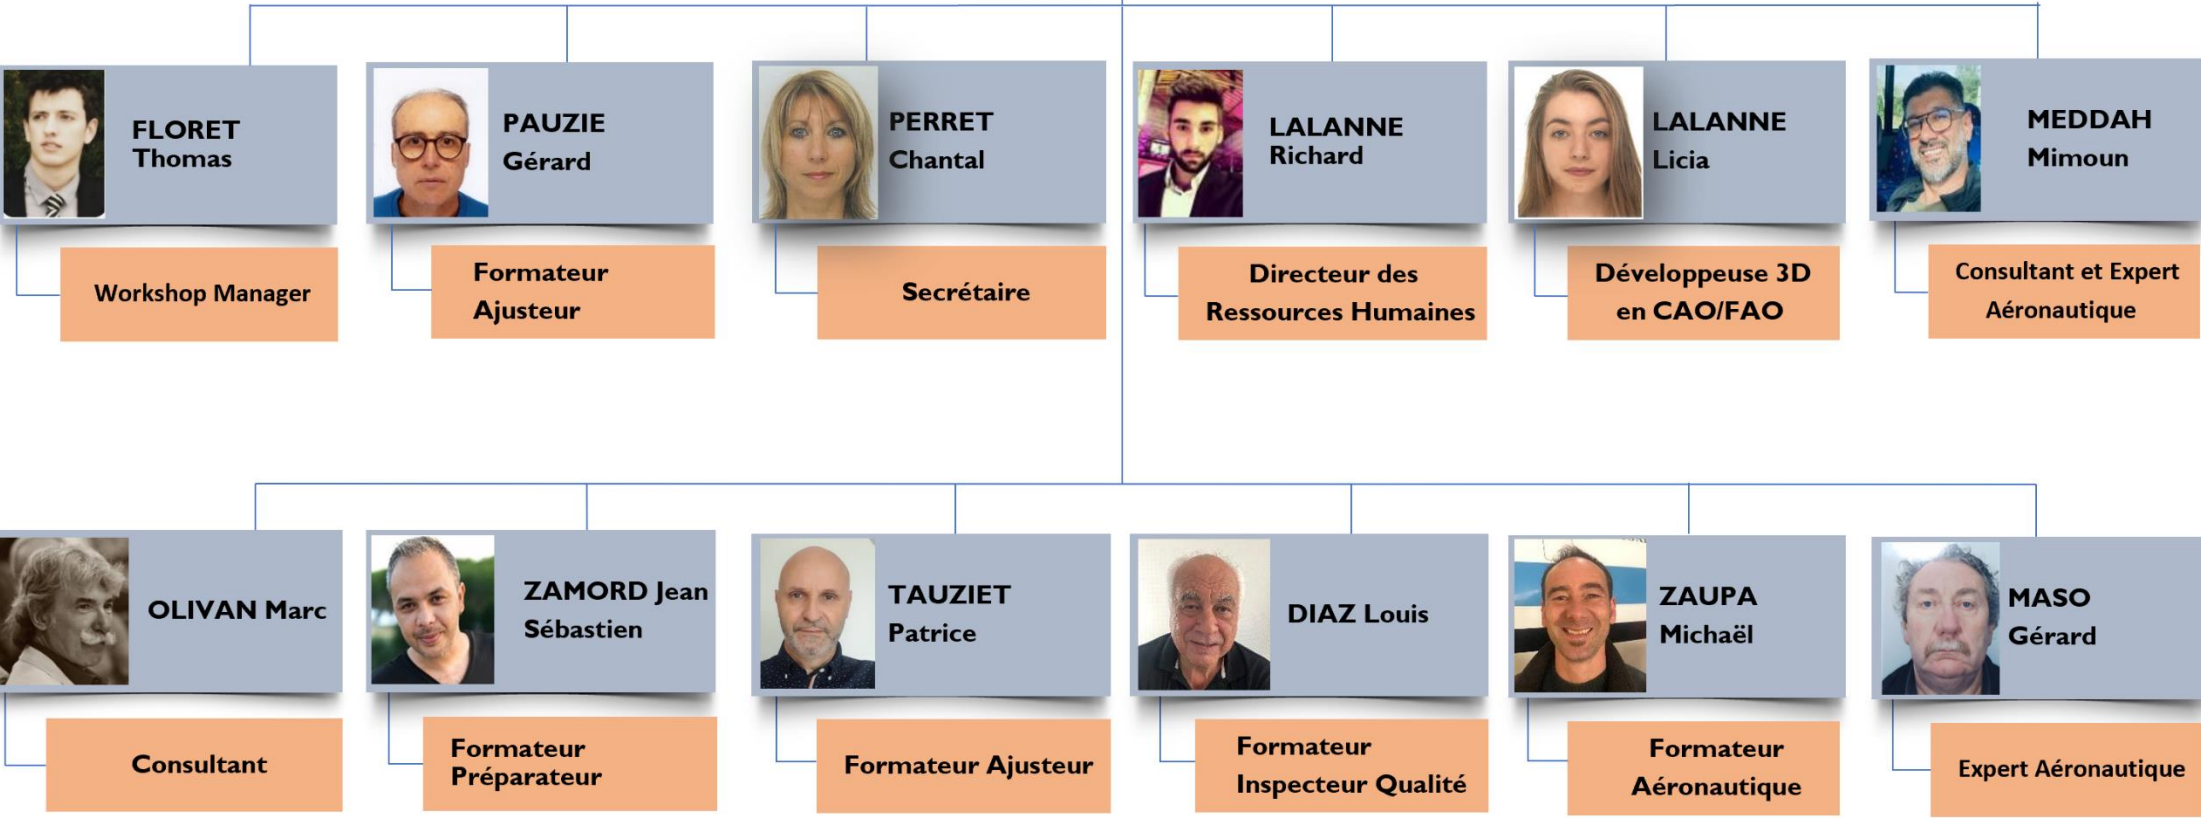 FLORET
Thomas
PAUZIE
Gérard
PERRET
Chantal
LALANNE
Richard
LALANNE
Licia
MEDDAH
Mimoun
Workshop Manager
Formateur
Ajusteur
Secrétaire
Directeur des
Ressources Humaines
Développeuse 3D
en CAO/FAO
Consultant et Expert
Aéronautique
OLIVAN Marc
ZAMORD Jean
Sébastien
TAUZIET
Patrice
DIAZ Louis
ZAUPA
Michaël
MASO
Gérard
Consultant
Formateur
Préparateur
Formateur Ajusteur
Formateur
Inspecteur Qualité
Formateur
Aéronautique
Expert Aéronautique